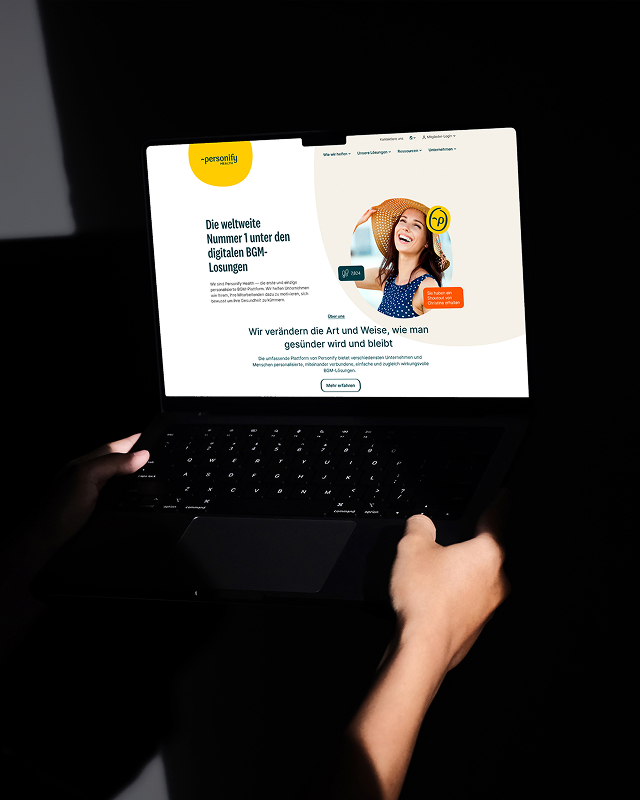 Kontaktiere uns
Mitglieder-Login
~personify
HEALTH
Wie wir helfen
Unsere Lösungen
Ressourcen
Unternehmen
Die weltweite
Nummer 1 unter den
digitalen BGM-
Losungen
Wir sind Personify Health — die erste und einzige
personalisierte BGM-Plattform. Wir helfen Unternehmen
wie Ihrem, Ihre Mitarbeitenden dazu zu motivieren, sich
bewusst um ihre Gesundheit zu kümmern.
~p
7,924
Sie haben ein
Shoutout von
Christine erhalten
Über uns
Wir verändern die Art und Weise, wie man
gesünder wird und bleibt
Die umfassende Plattform von Personify bietet verschiedensten Unternehmen und
Menschen personalisierte, miteinander verbundene, einfache und zugleich wirkungsvolle
BGM-Lösungen.
Mehr erfahren
Q W E R T Y U I O P
A S D F G H J K L
Z X C V B N M
command
command option